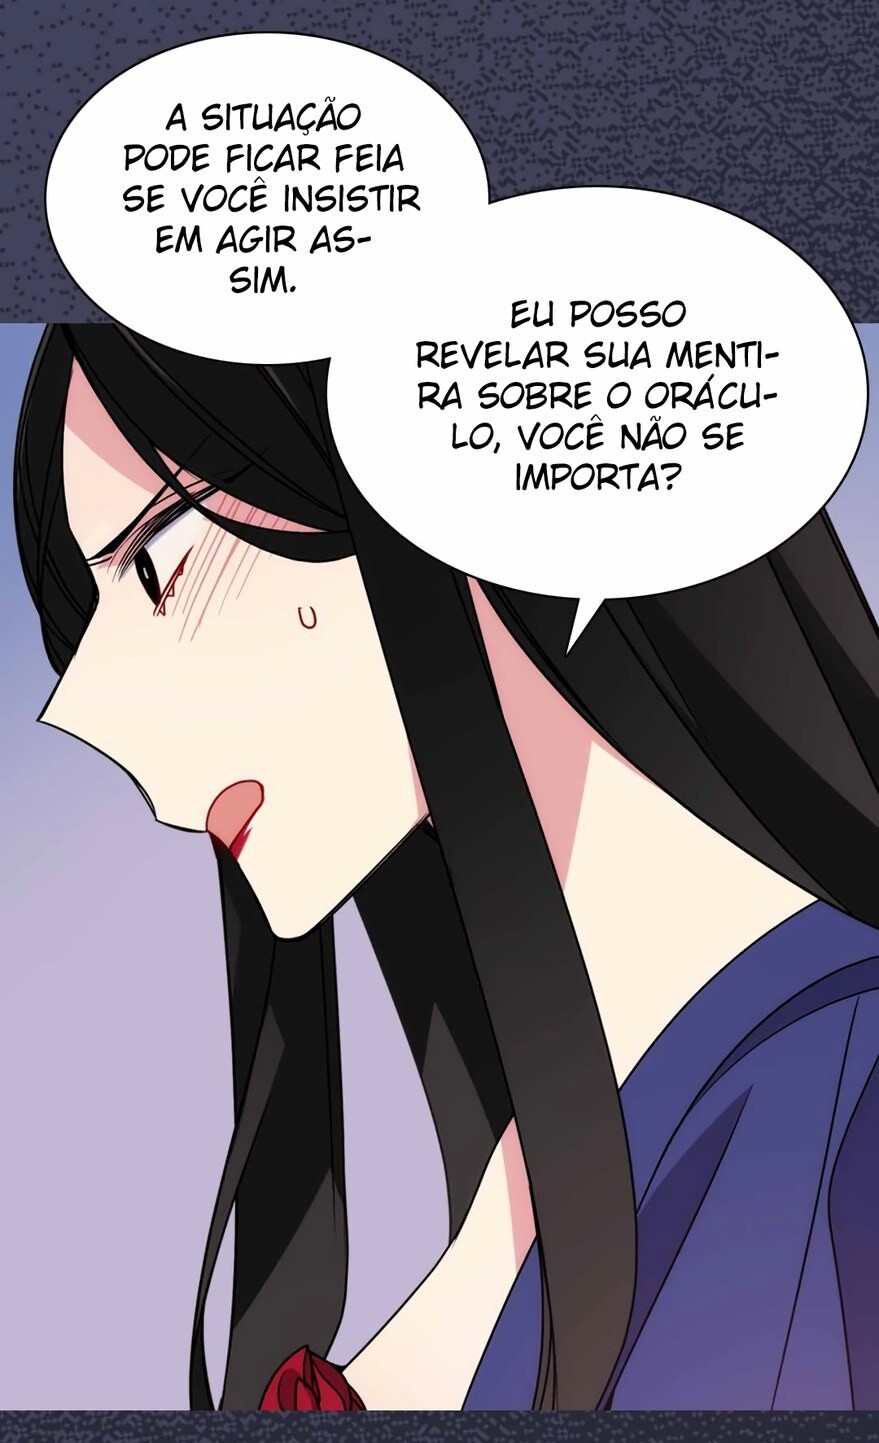 A SITUAÇÃO
PODE FICAR FEIA
SE VOCÊ INSISTIR
EM AGIR AS-
SIM.
EU POSSO
REVELAR SUA MENTI-
RA SOBRE O ORÁCU-
LO, VOCÊ NÃO SE
IMPORTA?